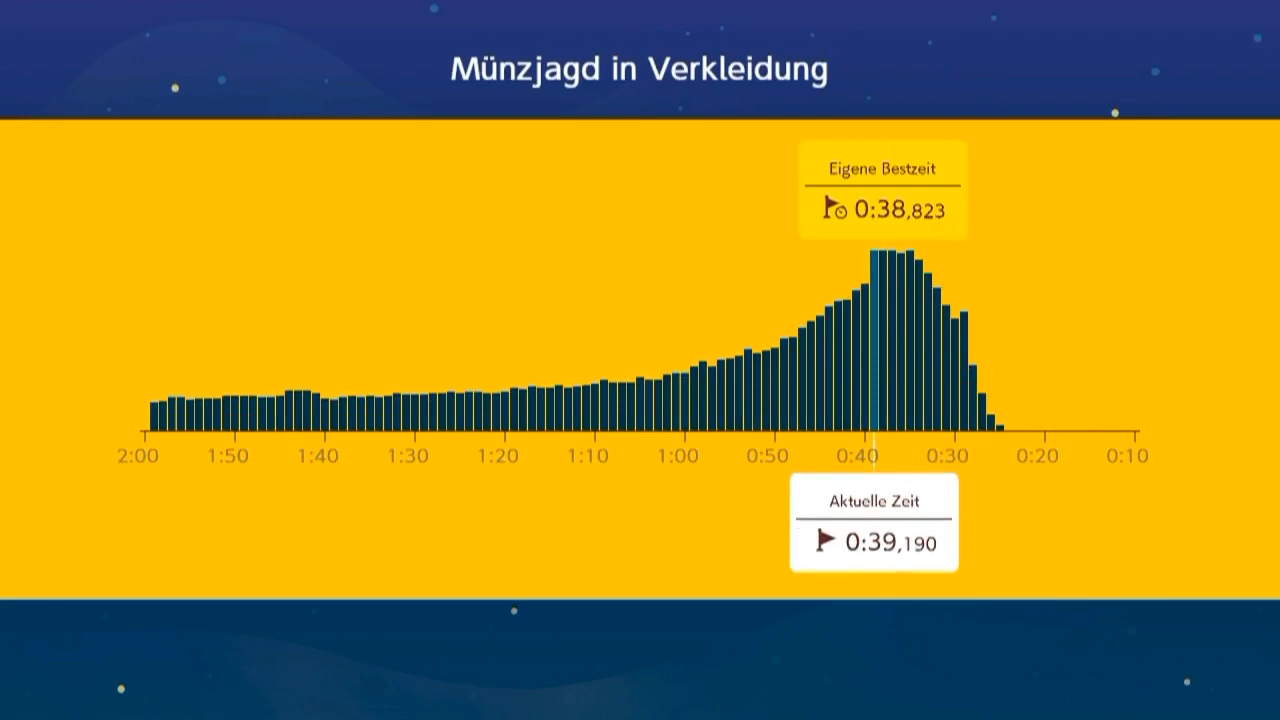 Münzjagd in Verkleidung
Eigene Bestzeit
0:38,823
2:00 1:50 1:40 1:30 1:20 1:10 1:00 0:50 0:40 0:30 0:20 0:10
Aktuelle Zeit
0:39,190